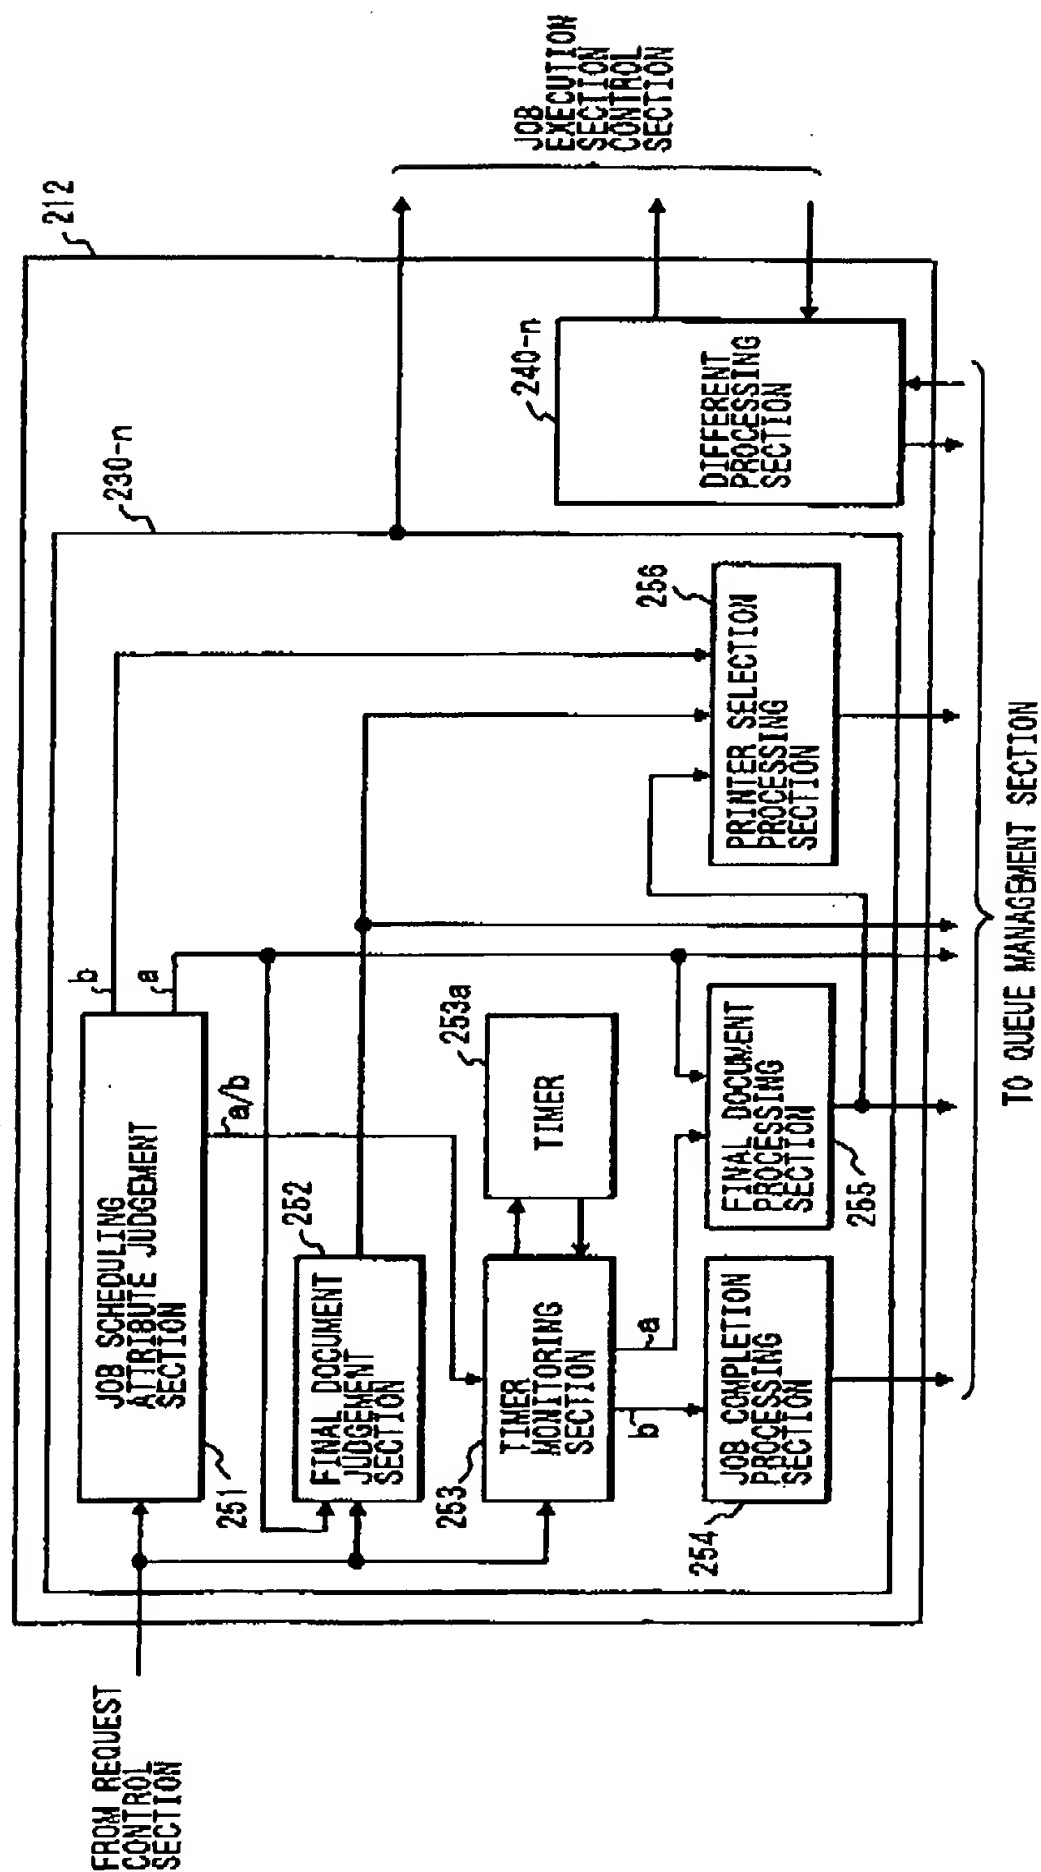 FROM REQUEST
CONTROL
SECTION
212
230-n
JOB SCHEDULING
ATTRIBUTE JUDGEMENT
SECTION
251
b
a
a/b
FINAL DOCUMENT
JUDGEMENT
SECTION
252
TIMER
MONITORING
SECTION
253
TIMER
253a
a
b
JOB COMPLETION
PROCESSING
SECTION
254
FINAL DOCUMENT
PROCESSING
SECTION
255
PRINTER SELECTION
PROCESSING
SECTION
256
DIFFERENT
PROCESSING
SECTION
240-n
JOB
EXECUTION
SECTION
CONTROL
SECTION
TO QUEUE MANAGEMENT SECTION